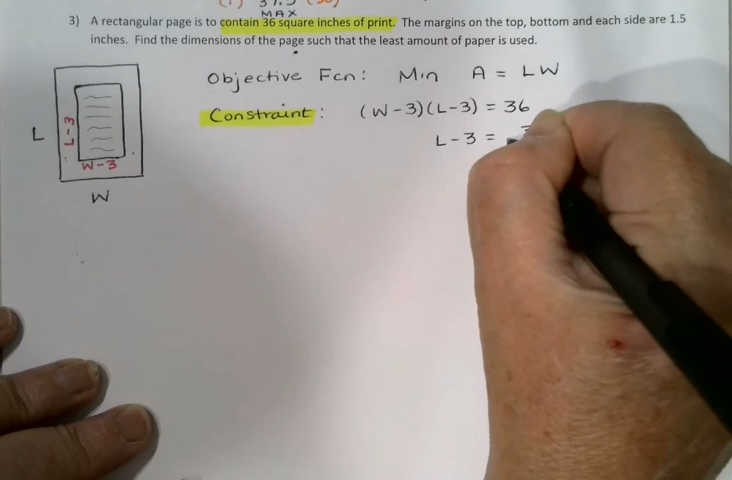 MAX
3) A rectangular page is to contain 36 square inches of print. The margins on the top, bottom and each side are 1.5
inches. Find the dimensions of the page such that the least amount of paper is used.
Objective Fcn: Min A = LW
Constraint: (W-3)(L-3) = 36
L-3 =
L
L-3
W-3
W